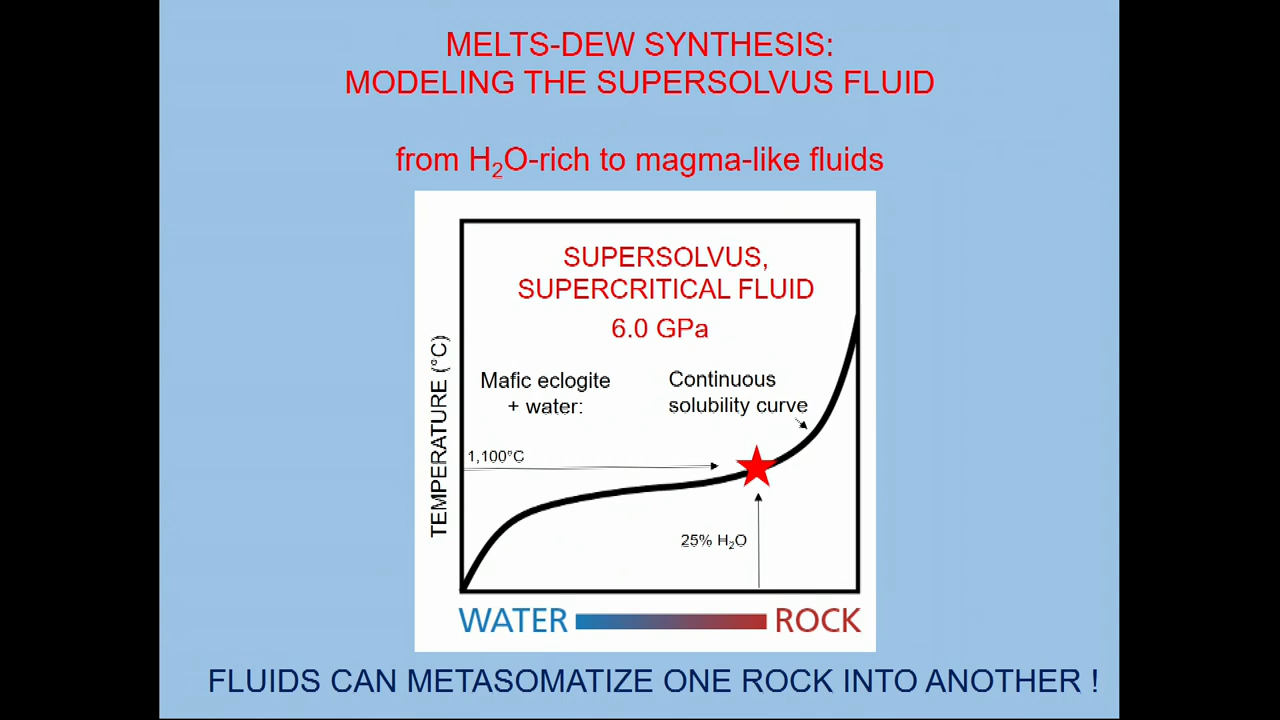 MELTS-DEW SYNTHESIS:
MODELING THE SUPERSOLVUS FLUID
from H₂O-rich to magma-like fluids
SUPERSOLVUS,
SUPERCRITICAL FLUID
6.0 GPa
Mafic eclogite
+ water:
Continuous
solubility curve
TEMPERATURE (°C)
1,100°C
25% H₂O
WATER
ROCK
FLUIDS CAN METASOMATIZE ONE ROCK INTO ANOTHER !